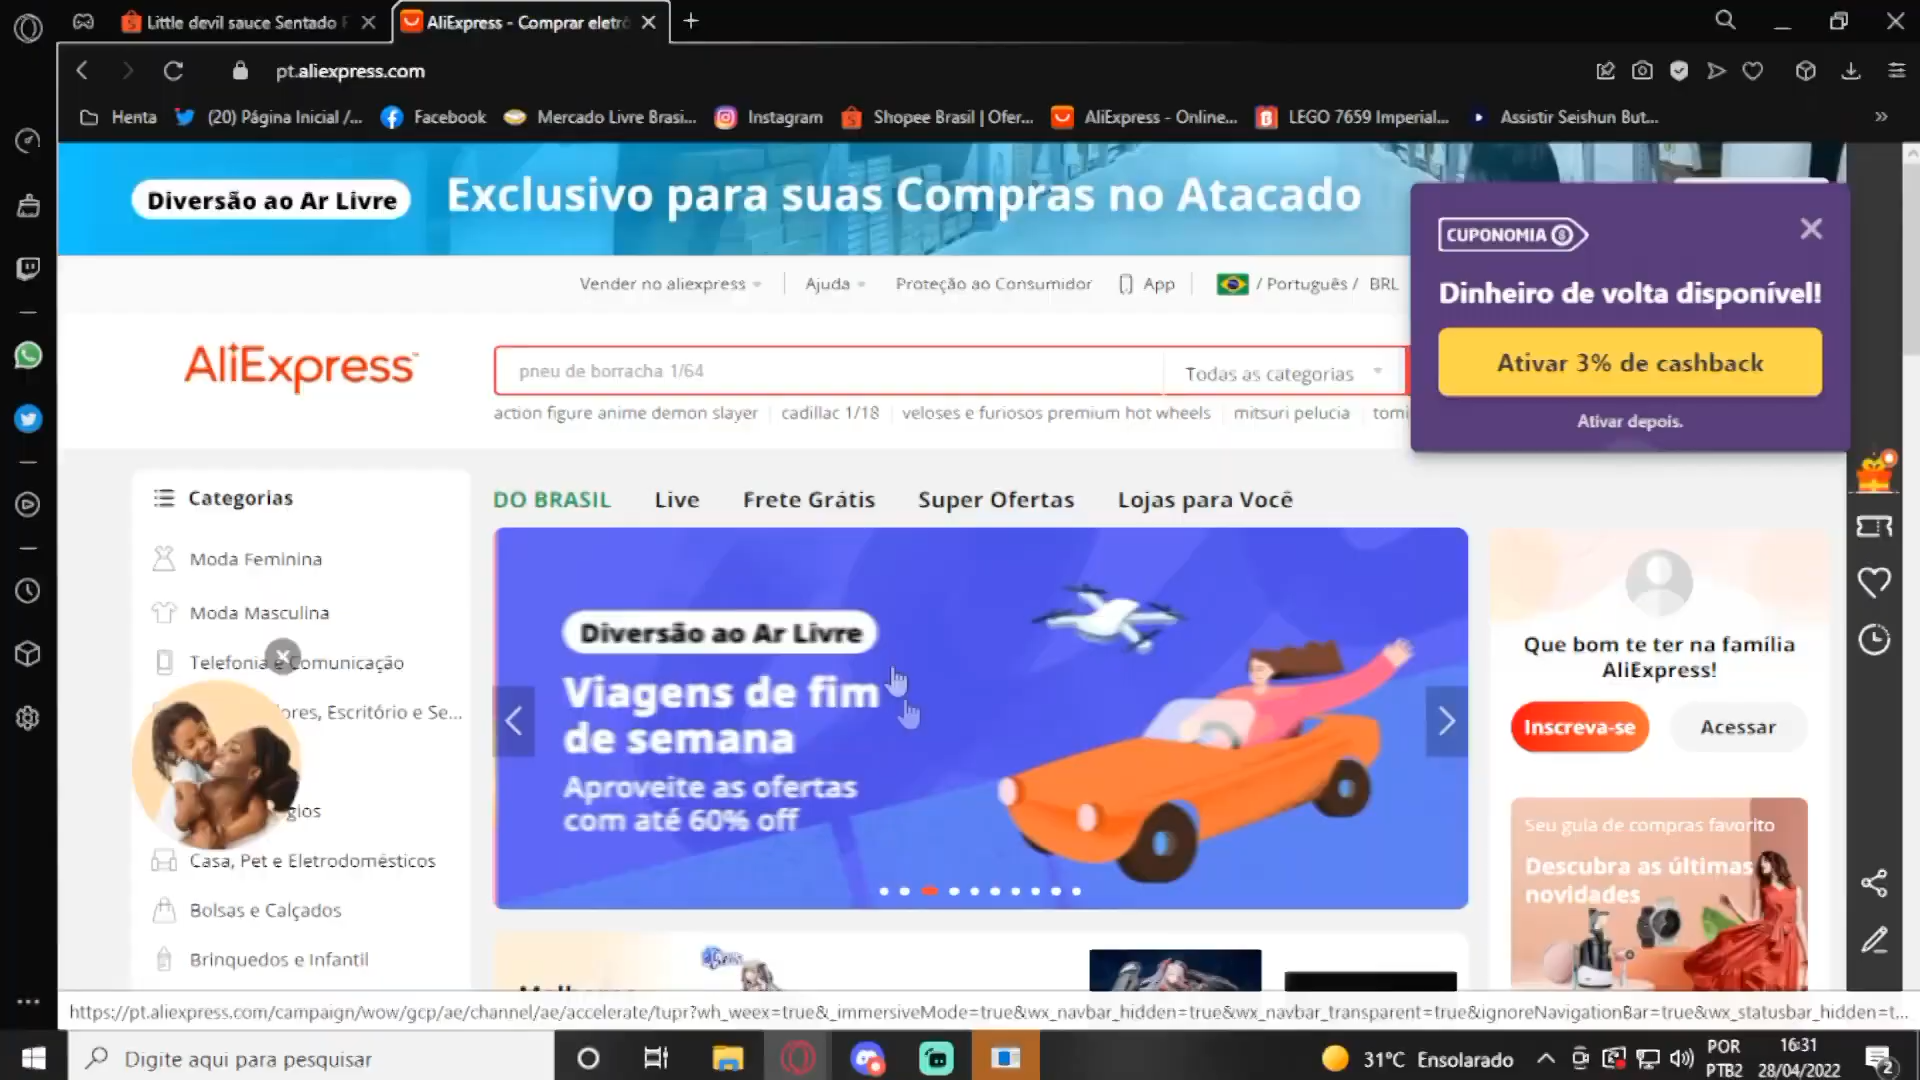 Little devil sauce Sentado
AliExpress - Comprar eletrô
pt.aliexpress.com
Henta
(20) Página Inicial /...
Facebook
Mercado Livre Brasi...
Instagram
Shopee Brasil | Ofer...
AliExpress - Online...
LEGO 7659 Imperial...
Assistir Seishun But...
Diversão ao Ar Livre
Exclusivo para suas Compras no Atacado
Vender no aliexpress
Ajuda
Proteção ao Consumidor
App
/ Português / BRL
CUPONOMIA
Dinheiro de volta disponível!
Ativar 3% de cashback
Ativar depois.
AliExpress
pneu de borracha 1/64
Todas as categorias
action figure anime demon slayer
cadillac 1/18
veloses e furiosos premium hot wheels
mitsuri pelucia
tomi
Categorias
DO BRASIL
Live
Frete Grátis
Super Ofertas
Lojas para Você
Moda Feminina
Moda Masculina
Telefonia e Comunicação
ores, Escritório e Se...
gios
Casa, Pet e Eletrodomésticos
Bolsas e Calçados
Brinquedos e Infantil
Diversão ao Ar Livre
Viagens de fim
de semana
Aproveite as ofertas
com até 60% off
Que bom te ter na família
AliExpress!
Inscreva-se
Acessar
Seu guia de compras favorito
Descubra as últimas
novidades
https://pt.aliexpress.com/campaign/wow/gcp/ae/channel/ae/accelerate/tupr?wh_weex=true&_immersiveMode=true&wx_navbar_hidden=true&wx_navbar_transparent=true&ignoreNavigationBar=true&wx_statusbar_hidden=t...
Digite aqui para pesquisar
31°C Ensolarado
POR
PTB2
16:31
28/04/2022
2